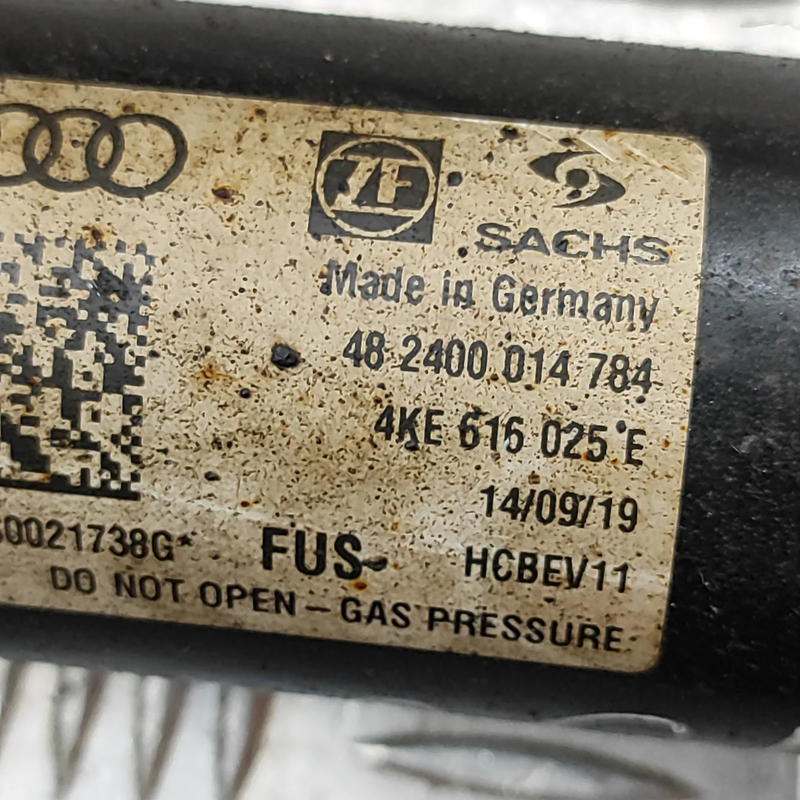 ZF
SACHS
Made in Germany
48 2400 014 784
4KE 616 025 E
14/09/19
0021738G*
FUS
HCBEV11
DO NOT OPEN - GAS PRESSURE